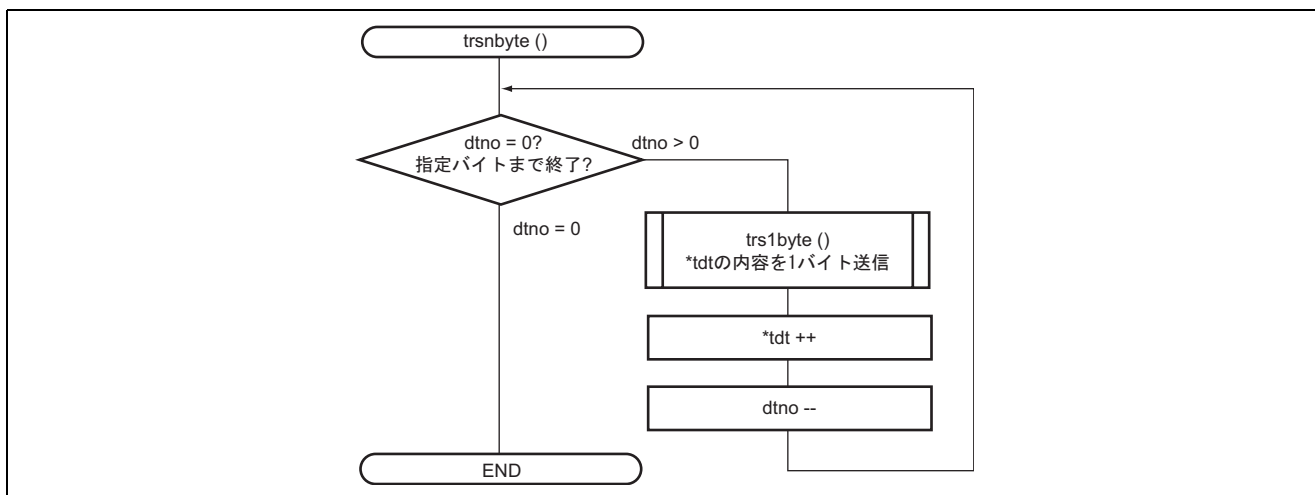 trsnbyte ()
dtno = 0?
指定バイトまで終了?
dtno > 0
dtno = 0
trs1byte ()
*tdtの内容を1バイト送信
*tdt ++
dtno --
END